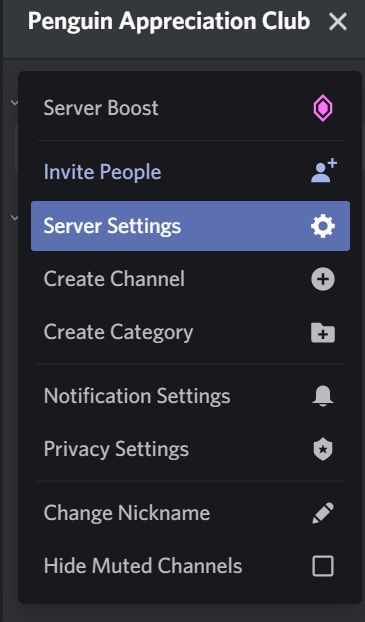 Penguin Appreciation Club
Server Boost
Invite People
Server Settings
Create Channel
Create Category
Notification Settings
Privacy Settings
Change Nickname
Hide Muted Channels